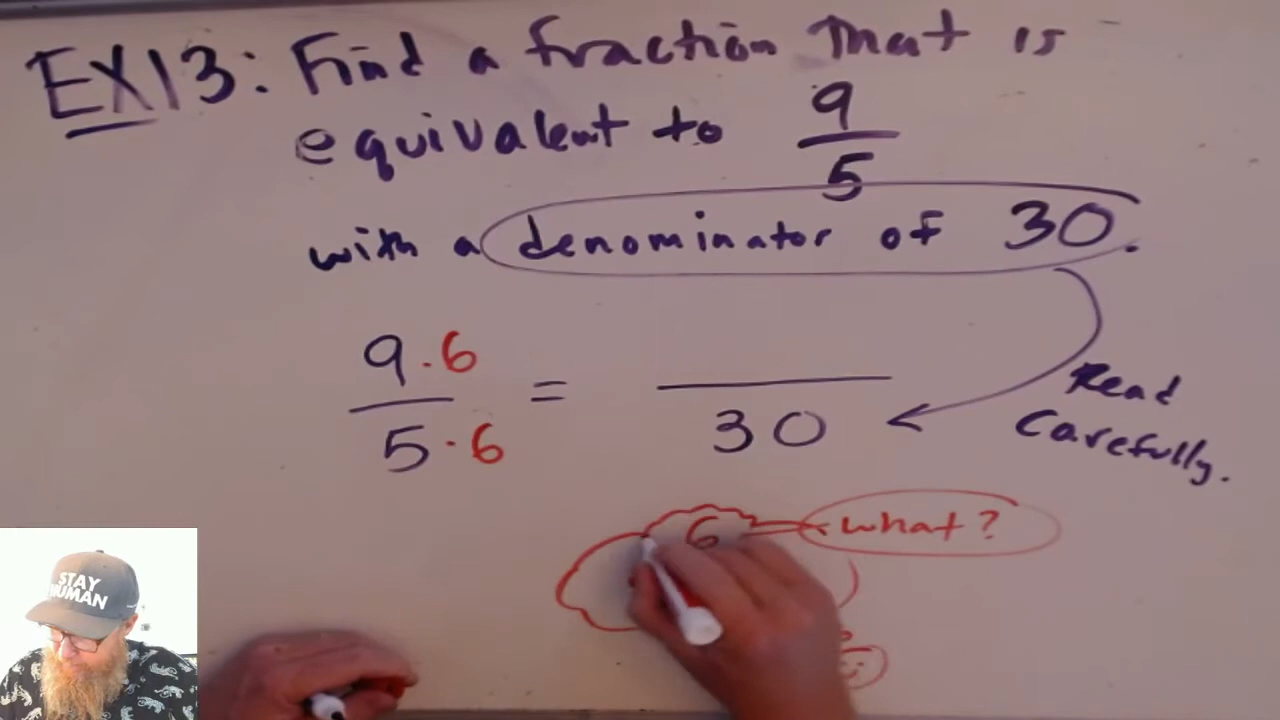 EX13: Find a fraction that is
equivalent to 9/5
with a denominator of 30.
9·6
5·6
=
30
Read
Carefully.
6
what?
STAY
HUMAN